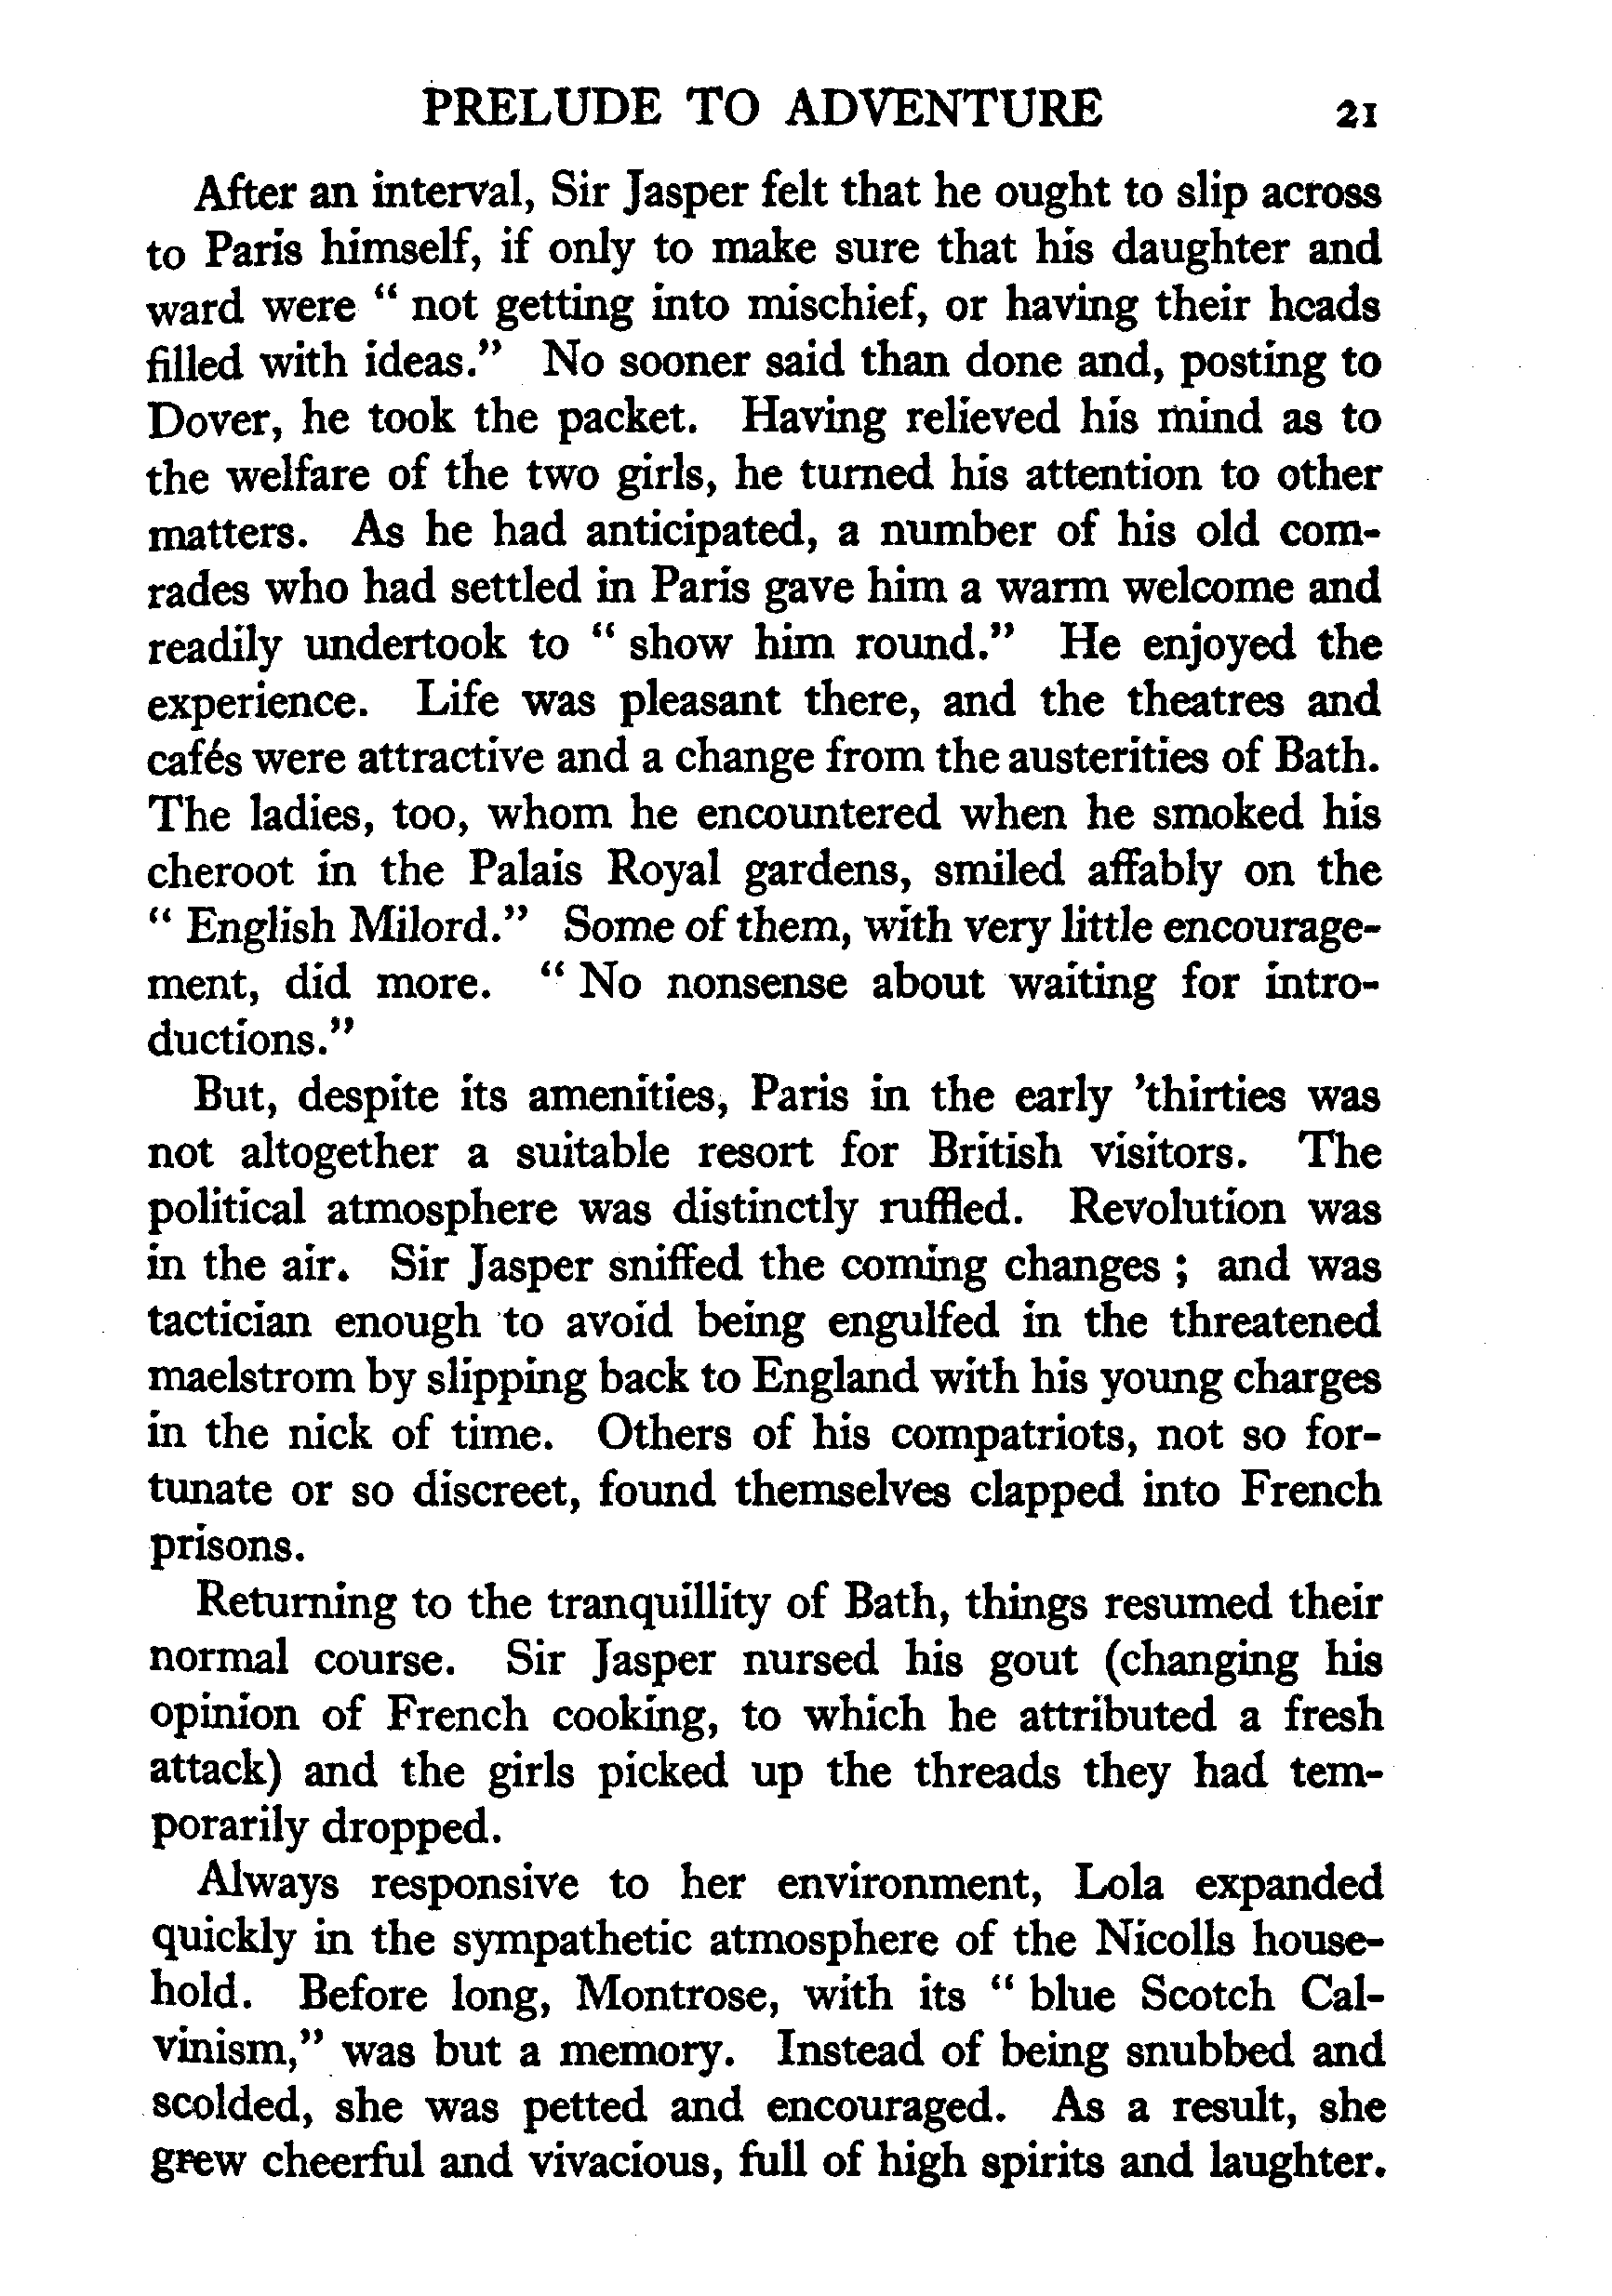 PRELUDE TO ADVENTURE 21
After an interval, Sir Jasper felt that he ought to slip across
to Paris himself, if only to make sure that his daughter and
ward were “ not getting into mischief, or having their heads
filled with ideas.” No sooner said than done and, posting to
Dover, he took the packet. Having relieved his mind as to
the welfare of the two girls, he turned his attention to other
matters. As he had anticipated, a number of his old com-
rades who had settled in Paris gave him a warm welcome and
readily undertook to “ show him round.” He enjoyed the
experience. Life was pleasant there, and the theatres and
cafés were attractive and a change from the austerities of Bath.
The ladies, too, whom he encountered when he smoked his
cheroot in the Palais Royal gardens, smiled affably on the
“ English Milord.” Some of them, with very little encourage-
ment, did more. “ No nonsense about waiting for intro-
ductions.”
But, despite its amenities, Paris in the early ’thirties was
not altogether a suitable resort for British visitors. The
political atmosphere was distinctly ruffled. Revolution was
in the air. Sir Jasper sniffed the coming changes ; and was
tactician enough to avoid being engulfed in the threatened
maelstrom by slipping back to England with his young charges
in the nick of time. Others of his compatriots, not so for-
tunate or so discreet, found themselves clapped into French
prisons.
Returning to the tranquillity of Bath, things resumed their
normal course. Sir Jasper nursed his gout (changing his
opinion of French cooking, to which he attributed a fresh
attack) and the girls picked up the threads they had tem-
porarily dropped.
Always responsive to her environment, Lola expanded
quickly in the sympathetic atmosphere of the Nicolls house-
hold. Before long, Montrose, with its “ blue Scotch Cal-
vinism,” was but a memory. Instead of being snubbed and
scolded, she was petted and encouraged. As a result, she
grew cheerful and vivacious, full of high spirits and laughter.